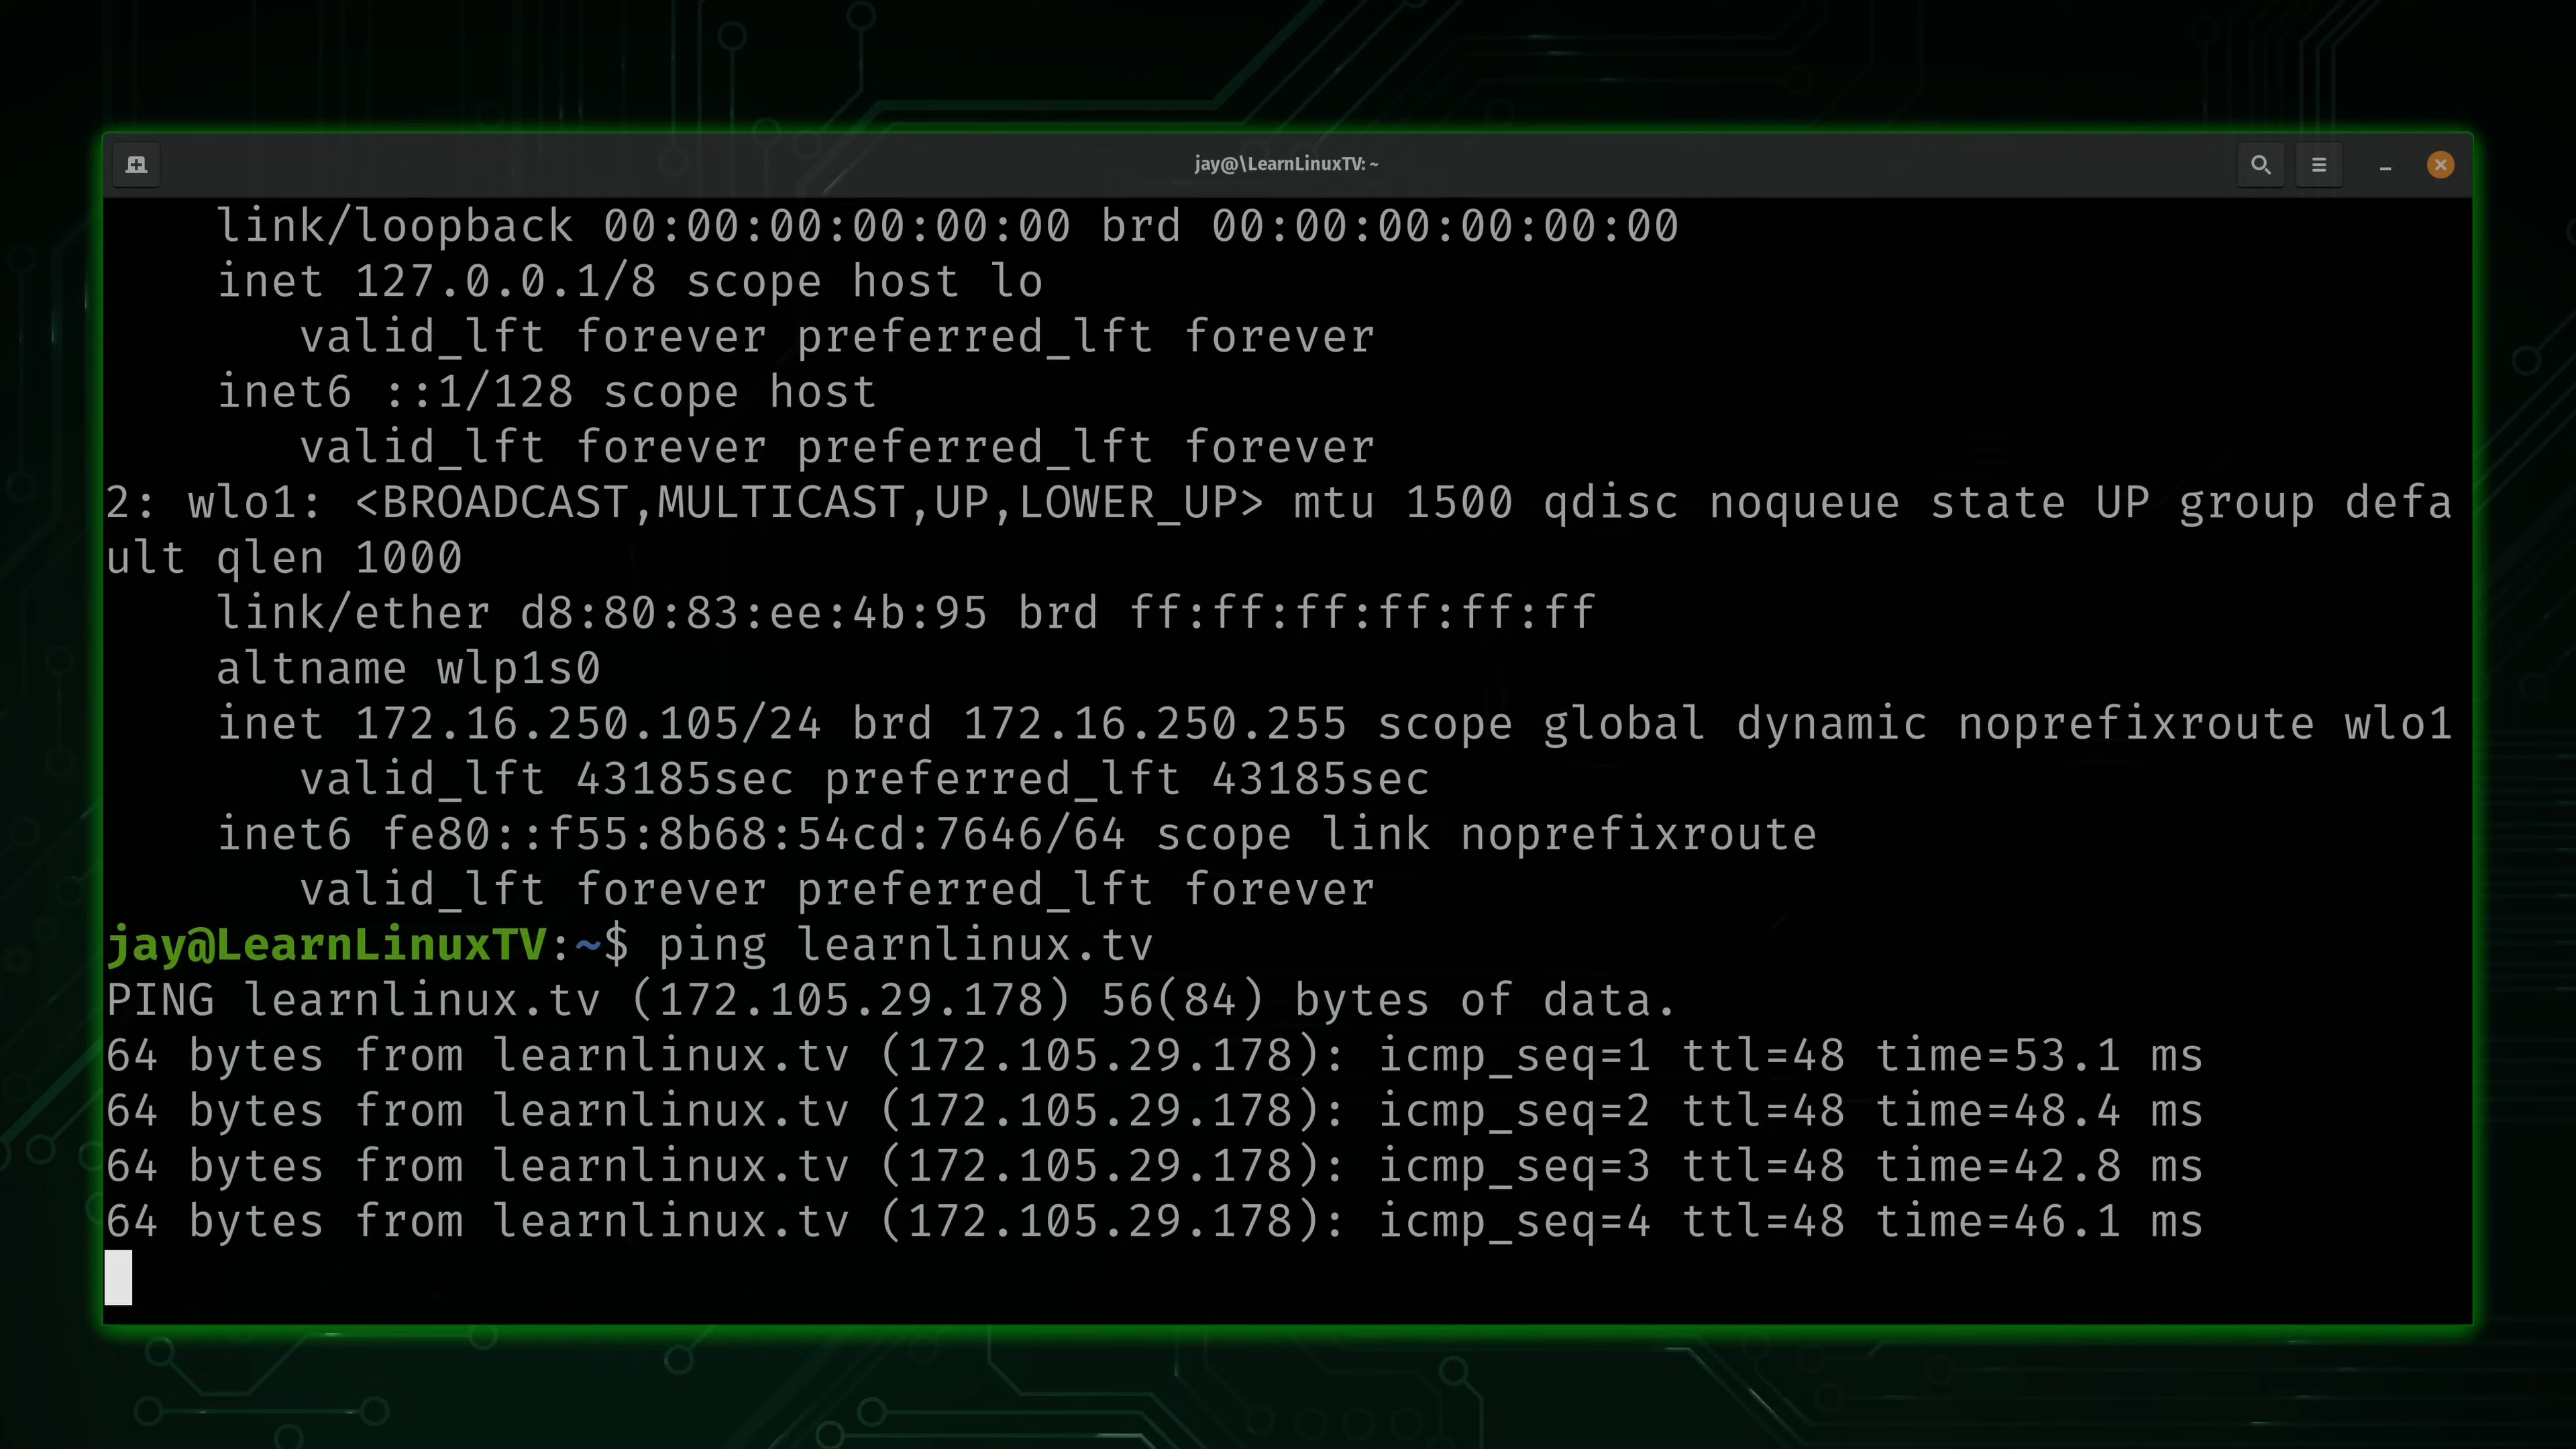 jay@\LearnLinuxTV: ~
link/loopback 00:00:00:00:00:00 brd 00:00:00:00:00:00
inet 127.0.0.1/8 scope host lo
valid_lft forever preferred_lft forever
inet6 ::1/128 scope host
valid_lft forever preferred_lft forever
2: wlo1: <BROADCAST,MULTICAST,UP,LOWER_UP> mtu 1500 qdisc noqueue state UP group defa
ult qlen 1000
link/ether d8:80:83:ee:4b:95 brd ff:ff:ff:ff:ff:ff
altname wlp1s0
inet 172.16.250.105/24 brd 172.16.250.255 scope global dynamic noprefixroute wlo1
valid_lft 43185sec preferred_lft 43185sec
inet6 fe80::f55:8b68:54cd:7646/64 scope link noprefixroute
valid_lft forever preferred_lft forever
jay@LearnLinuxTV:~$ ping learnlinux.tv
PING learnlinux.tv (172.105.29.178) 56(84) bytes of data.
64 bytes from learnlinux.tv (172.105.29.178): icmp_seq=1 ttl=48 time=53.1 ms
64 bytes from learnlinux.tv (172.105.29.178): icmp_seq=2 ttl=48 time=48.4 ms
64 bytes from learnlinux.tv (172.105.29.178): icmp_seq=3 ttl=48 time=42.8 ms
64 bytes from learnlinux.tv (172.105.29.178): icmp_seq=4 ttl=48 time=46.1 ms